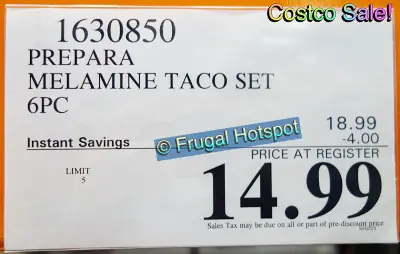 Costco Sale!
1630850
PREPARA
MELAMINE TACO SET
6PC
18.99
Instant Savings
-4.00
© Frugal Hotspot
PRICE AT REGISTER
LIMIT
5
14.99
Sales Tax may be due on all or part of pre-discount price